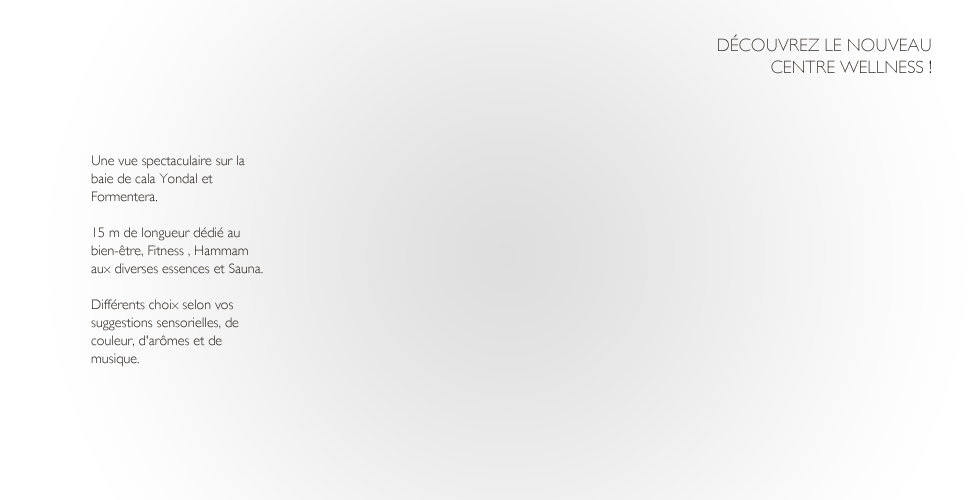 DÉCOUVREZ LE NOUVEAU
CENTRE WELLNESS !
Une vue spectaculaire sur la
baie de cala Yondal et
Formentera.
15 m de longueur dédié au
bien-être, Fitness , Hammam
aux diverses essences et Sauna.
Différents choix selon vos
suggestions sensorielles, de
couleur, d'arômes et de
musique.